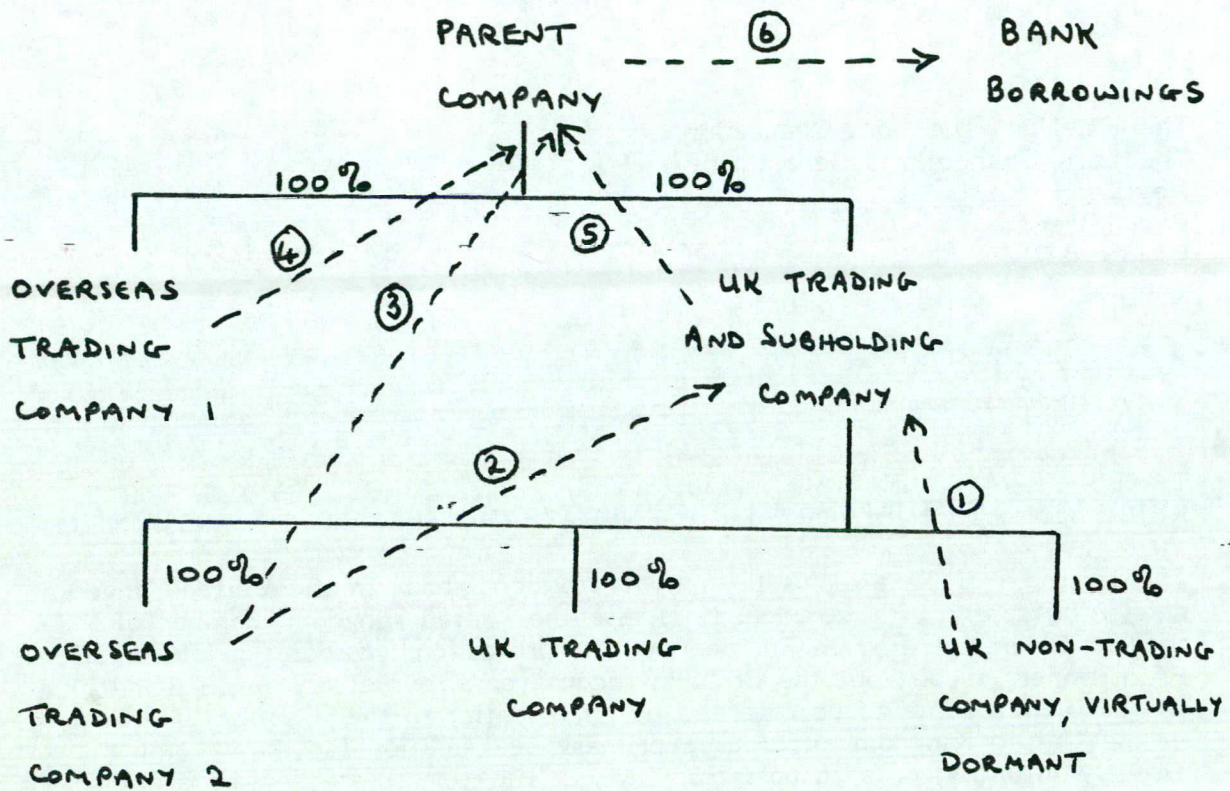 PARENT
COMPANY
⑥
BANK
BORROWINGS
100%
100%
④
③
⑤
OVERSEAS
TRADING
COMPANY 1
UK TRADING
AND SUBHOLDING
COMPANY
②
①
100%
100%
100%
OVERSEAS
TRADING
COMPANY 2
UK TRADING
COMPANY
UK NON-TRADING
COMPANY, VIRTUALLY
DORMANT